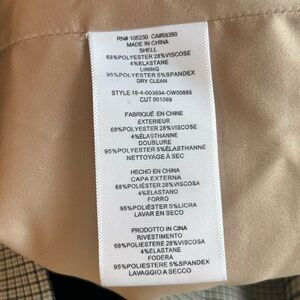 RN# 105230 CA#58350
MADE IN CHINA
SHELL
68%POLYESTER 28%VISCOSE
4%ELASTANE
LINING
95%POLYESTER 5%SPANDEX
DRY CLEAN
STYLE 18-4-003694-OW00866
CUT 001089
FABRIQUÉ EN CHINE
EXTERIEUR
68%POLYESTER 28%VISCOSE
4%ÉLASTHANNE
DOUBLURE
95%POLYESTER 5%ÉLASTHANNE
NETTOYAGE À SEC
HECHO EN CHINA
CAPA EXTERNA
68%POLIÉSTER 28%VISCOSA
4%ELASTANO
FORRO
95%POLIÉSTER 5%LICRA
LAVAR EN SECO
PRODOTTO IN CINA
RIVESTIMENTO
68%POLIESTERE 28%VISCOSA
4%ELASTAN
FODERA
95%POLIESTERE 5%SPANDEX
LAVAGGIO A SECCO